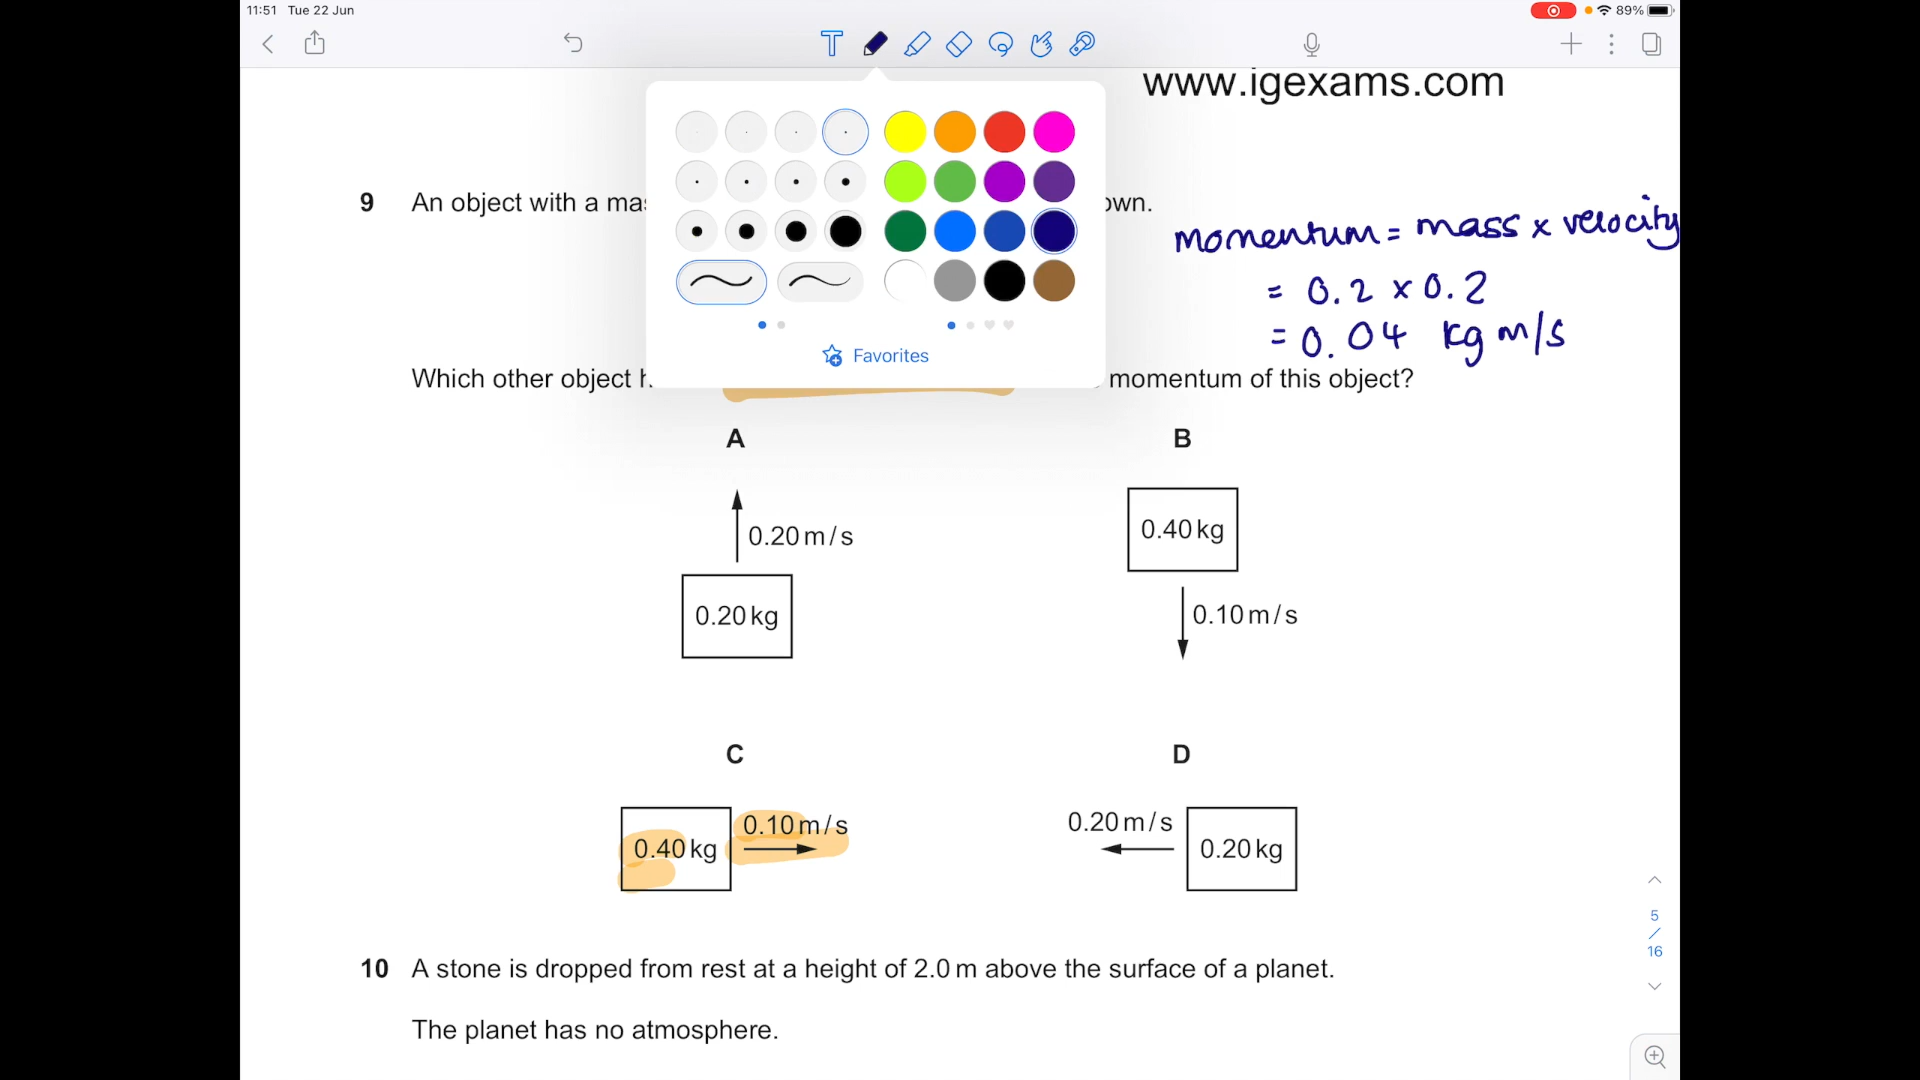 11:51 Tue 22 Jun
89%
T
www.igexams.com
9 An object with a mas own.
momentum = mass x velocity
= 0.2 x 0.2
= 0.04 kg m/s
Favorites
Which other object h momentum of this object?
A
B
0.20 m/s
0.20 kg
0.40 kg
0.10 m/s
C
D
0.40 kg
0.10 m/s
0.20 m/s
0.20 kg
5
/
16
10 A stone is dropped from rest at a height of 2.0 m above the surface of a planet.
The planet has no atmosphere.